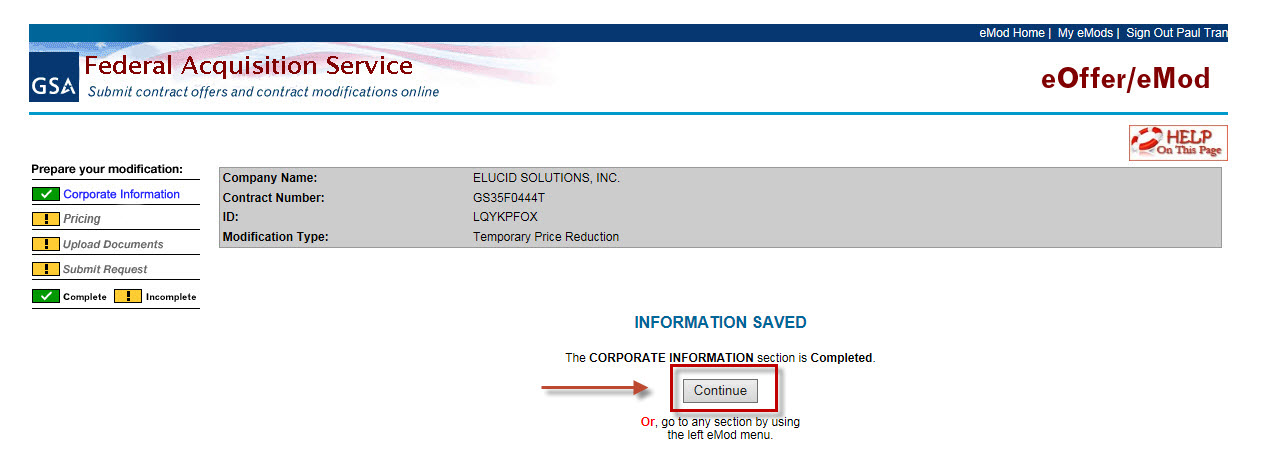 eMod Home | My eMods | Sign Out Paul Tran
GSA
Federal Acquisition Service
Submit contract offers and contract modifications online
eOffer/eMod
HELP
On This Page
Prepare your modification:
Corporate Information
Pricing
Upload Documents
Submit Request
Complete Incomplete
Company Name: ELUCID SOLUTIONS, INC.
Contract Number: GS35F0444T
ID: LQYKPFOX
Modification Type: Temporary Price Reduction
INFORMATION SAVED
The CORPORATE INFORMATION section is Completed.
Continue
Or, go to any section by using
the left eMod menu.